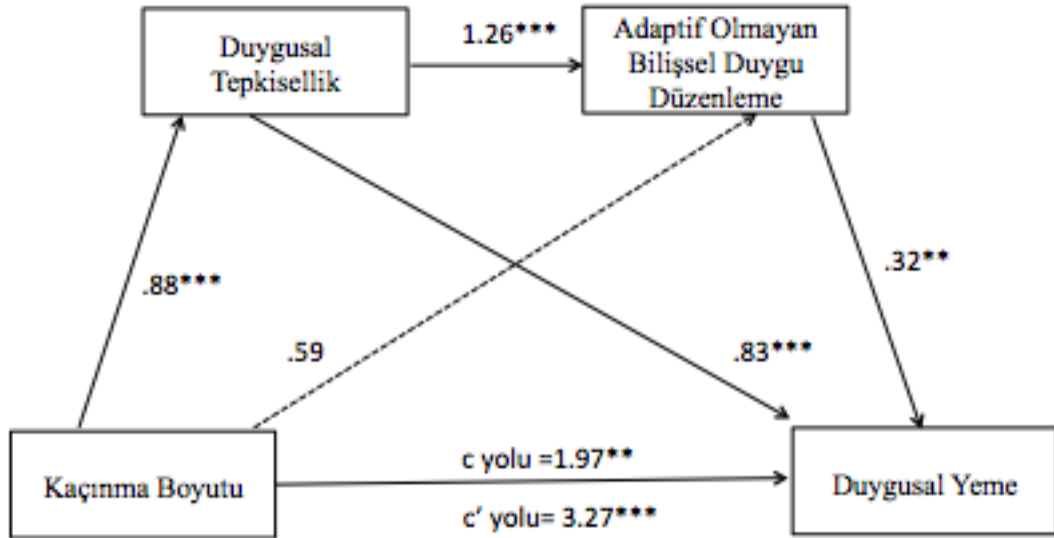 Duygusal
Tepkisellik
1.26***
Adaptif Olmayan
Bilişsel Duygu
Düzenleme
.88***
.59
.83***
.32**
Kaçınma Boyutu
c yolu =1.97**
c’ yolu= 3.27***
Duygusal Yeme